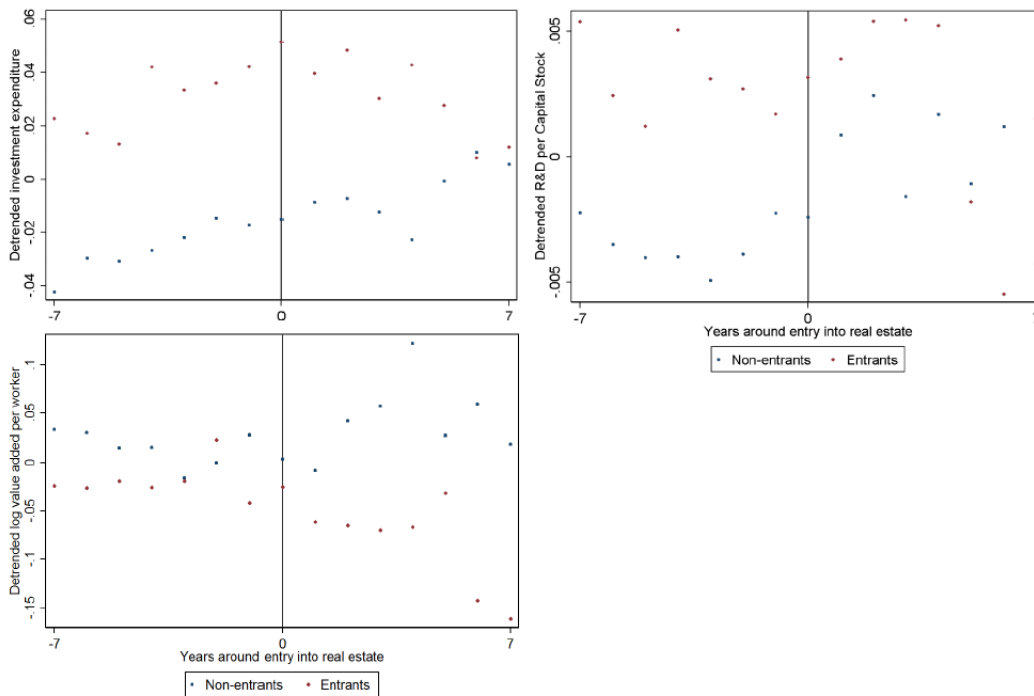 Detrended investment expenditure
.06
.04
.02
0
-.02
-.04
-7
0
7
Detrended R&D per Capital Stock
.005
0
-.005
-7
0
7
Years around entry into real estate
Non-entrants
Entrants
Detrended log value added per worker
.1
.05
0
-.05
-.1
-.15
-7
0
7
Years around entry into real estate
Non-entrants
Entrants